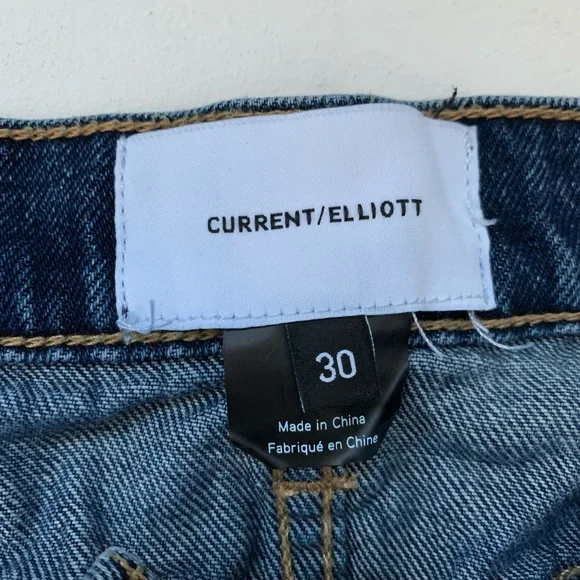 CURRENT/ELLIOTT
30
Made in China
Fabriqué en Chine